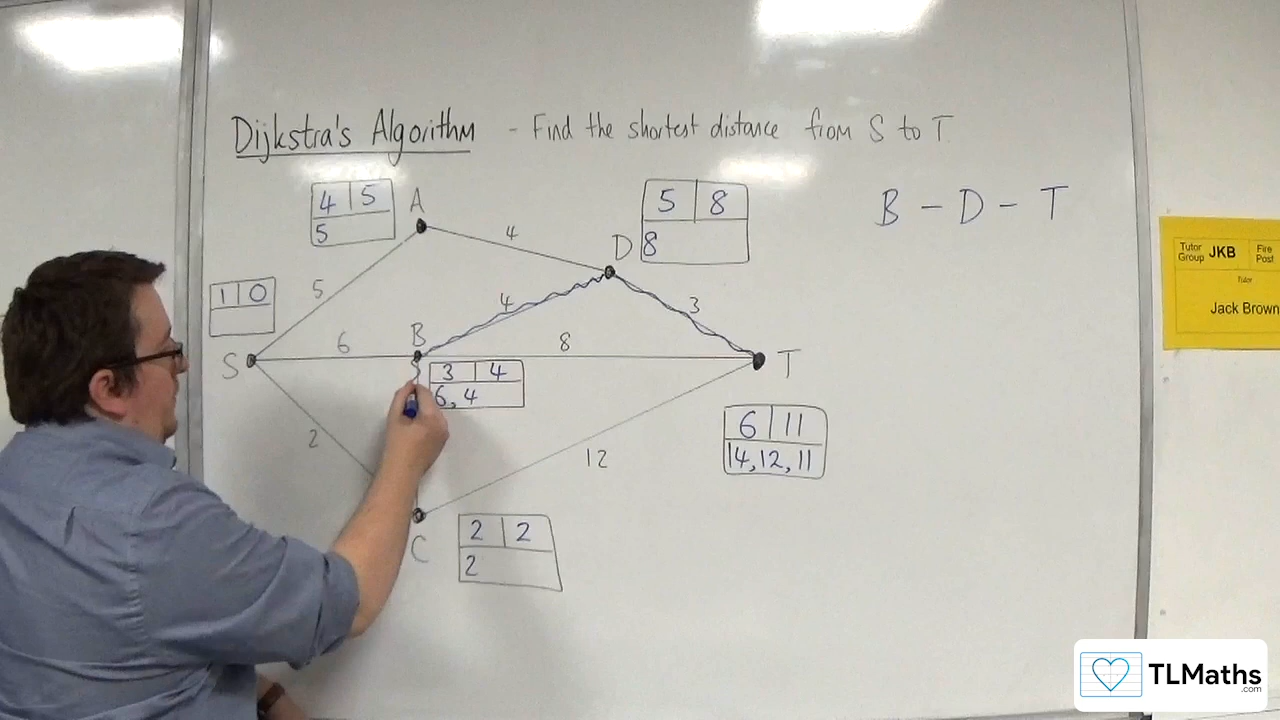 Dijkstra's Algorithm - Find the shortest distance from S to T
B - D - T
4 5
A
5
5 8
D 8
4
1 0
5
4
3
B
6
8
S
T
3 4
6, 4
2
6 11
14, 12, 11
12
C
2 2
2
Tutor Group JKB Fire Post
Tutor
Jack Brown
TLMaths
.com